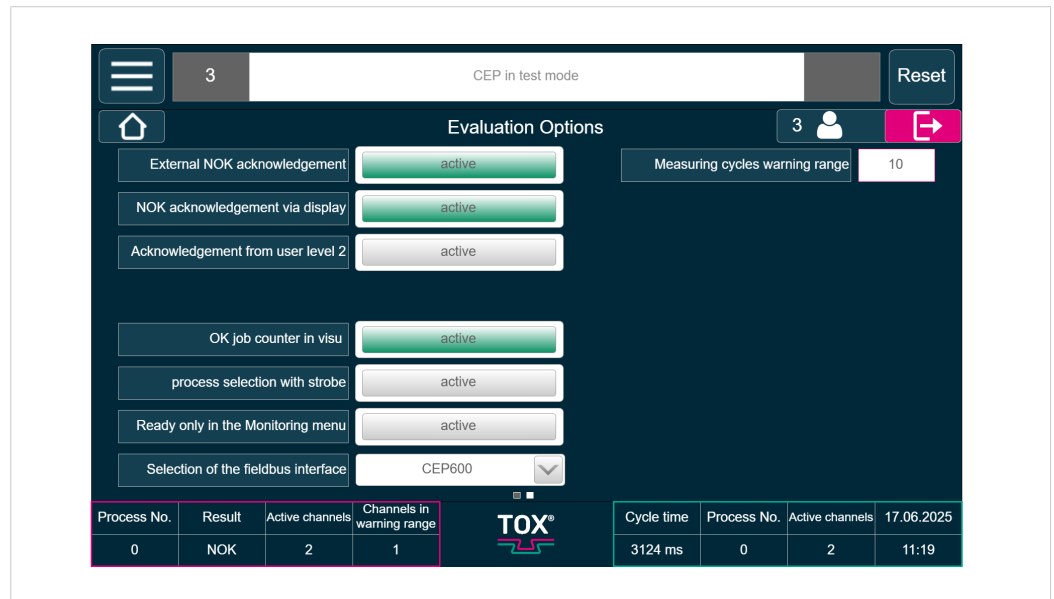 3
CEP in test mode
Reset
Evaluation Options
3
External NOK acknowledgement
active
Measuring cycles warning range
10
NOK acknowledgement via display
active
Acknowledgement from user level 2
active
OK job counter in visu
active
process selection with strobe
active
Ready only in the Monitoring menu
active
Selection of the fieldbus interface
CEP600
Process No.
Result
Active channels
Channels in
warning range
0
NOK
2
1
TOX®
Cycle time
Process No.
Active channels
17.06.2025
3124 ms
0
2
11:19